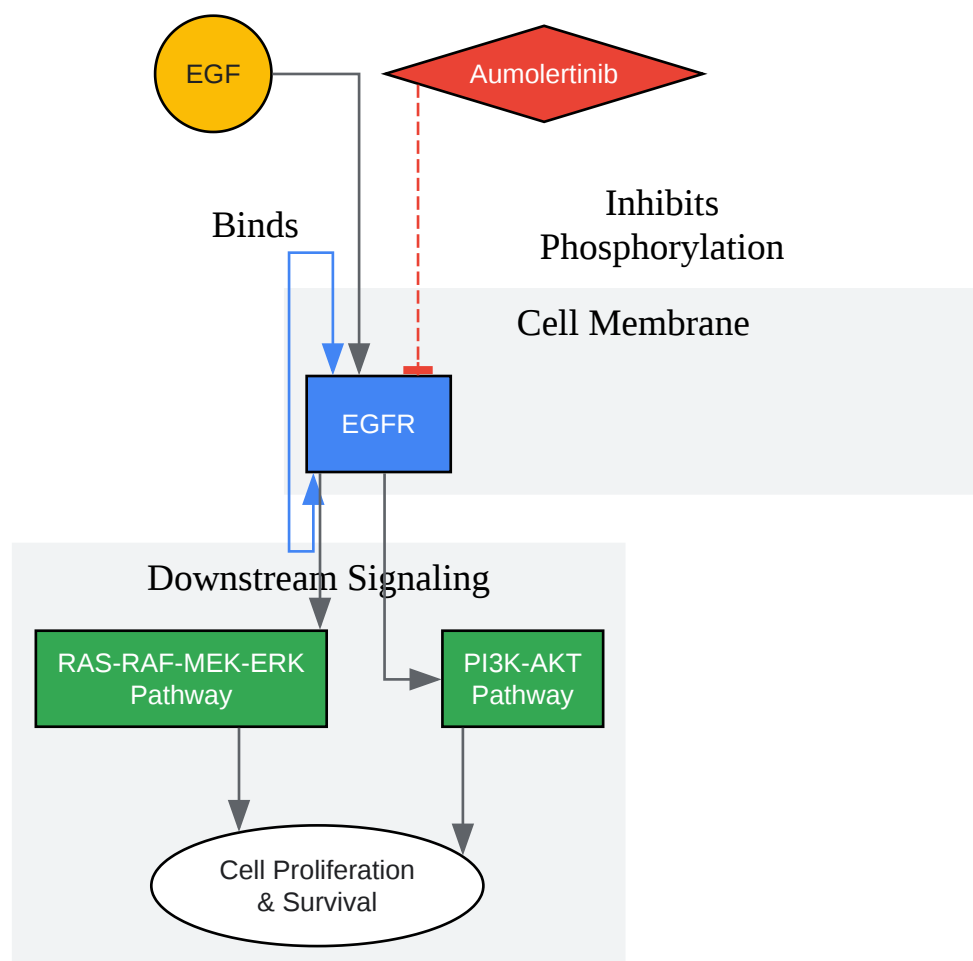 EGF
Aumolertinib
Binds
Inhibits
Phosphorylation
Cell Membrane
EGFR
Downstream Signaling
RAS-RAF-MEK-ERK
Pathway
PI3K-AKT
Pathway
Cell Proliferation
& Survival